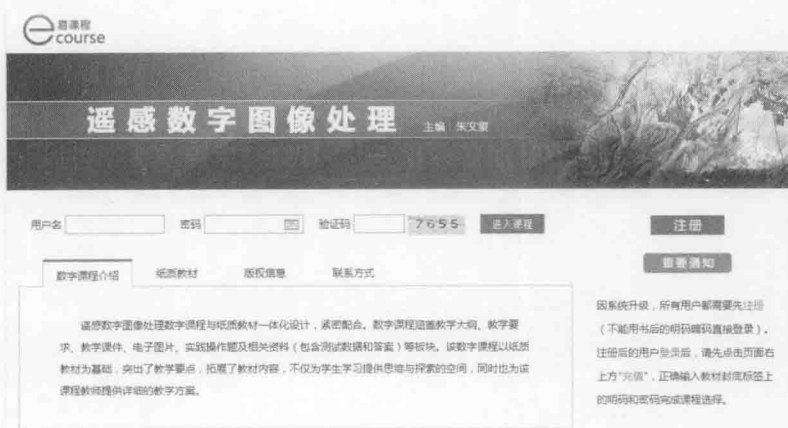 易课程
course
遥感数字图像处理 主编 朱文泉
用户名 密码 验证码 7655 进入课程 注册
重要通知
数字课程介绍 纸质教材 版权信息 联系方式
遥感数字图像处理数字课程与纸质教材一体化设计，紧密配合。数字课程涵盖教学大纲、教学要
求、教学课件、电子图片、实践操作题及相关资料（包含测试数据和答案）等板块。该数字课程以纸质
教材为基础，突出了教学要点，拓展了教材内容，不仅为学生学习提供思维与探索的空间，同时也为该
课程教师提供详细的教学方案。
因系统升级，所有用户都需要先注册
（不能用书后的明码编码直接登录）。
注册后的用户登录后，请先点击页面右
上方“充值”，正确输入教材封底标签上
的明码和密码完成课程选择。